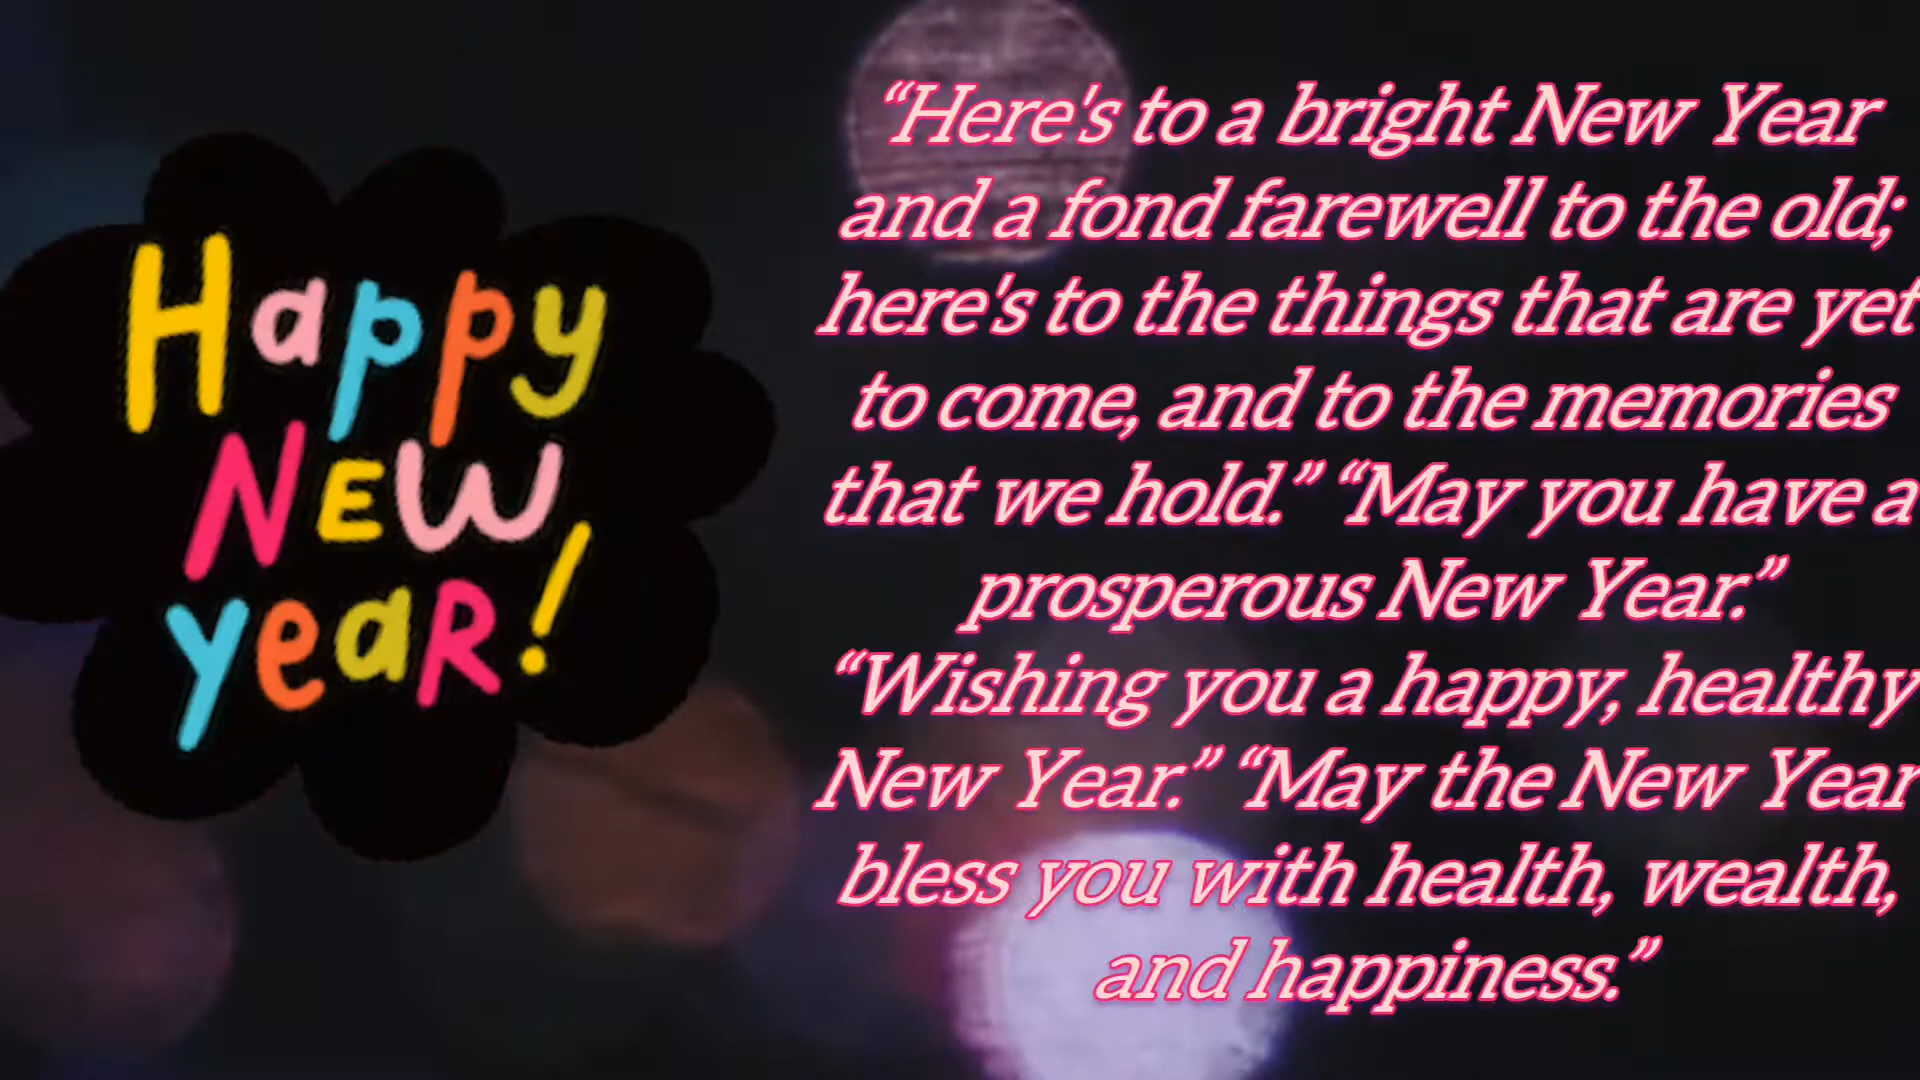 Happy
New
year!
“Here's to a bright New Year
and a fond farewell to the old;
here's to the things that are yet
to come, and to the memories
that we hold.” “May you have a
prosperous New Year.”
“Wishing you a happy, healthy
New Year.” “May the New Year
bless you with health, wealth,
and happiness.”